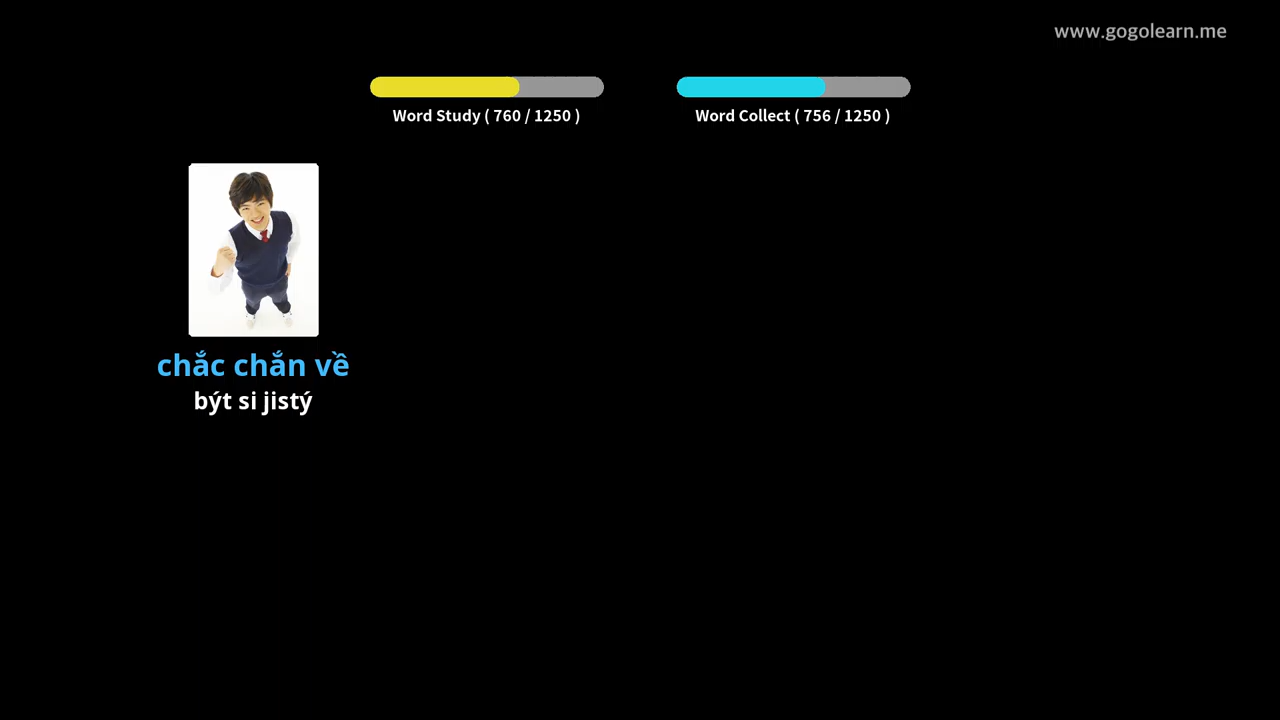 www.gogolearn.me
Word Study ( 760 / 1250 )
Word Collect ( 756 / 1250 )
chắc chắn về
být si jistý